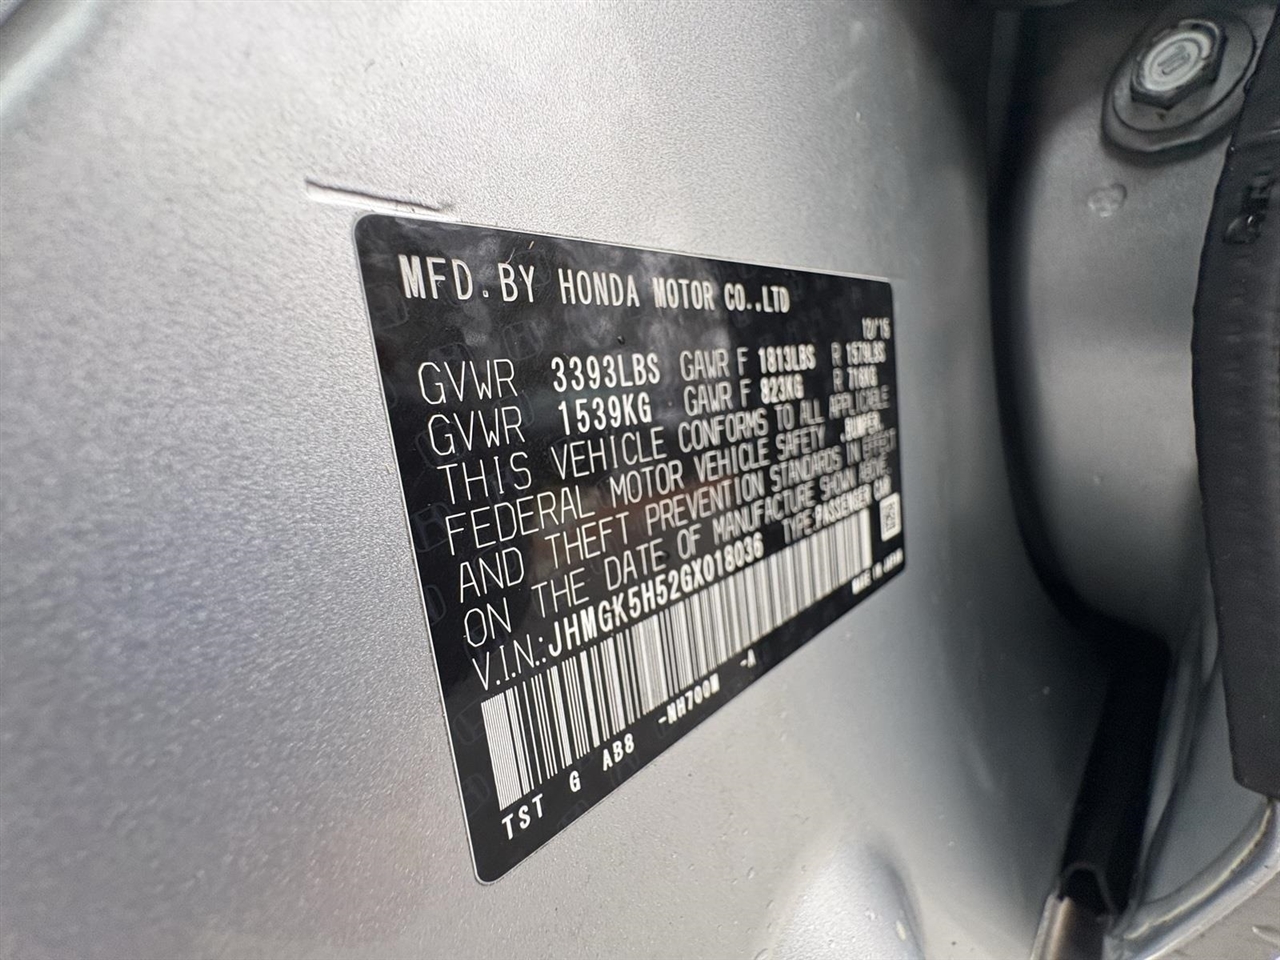 MFD. BY HONDA MOTOR CO.,LTD
12/'15
GVWR 3393LBS GAWR F 1813LBS R 1579LBS
GVWR 1539KG GAWR F 823KG R 716KG
THIS VEHICLE CONFORMS TO ALL APPLICABLE
FEDERAL MOTOR VEHICLE SAFETY ,BUMPER,
AND THEFT PREVENTION STANDARDS IN EFFECT
ON THE DATE OF MANUFACTURE SHOWN ABOVE.
V.I.N.:JHMGK5H52GX018036 TYPE:PASSENGER CAR
TST G AB8 -NH700M -A MADE IN JAPAN